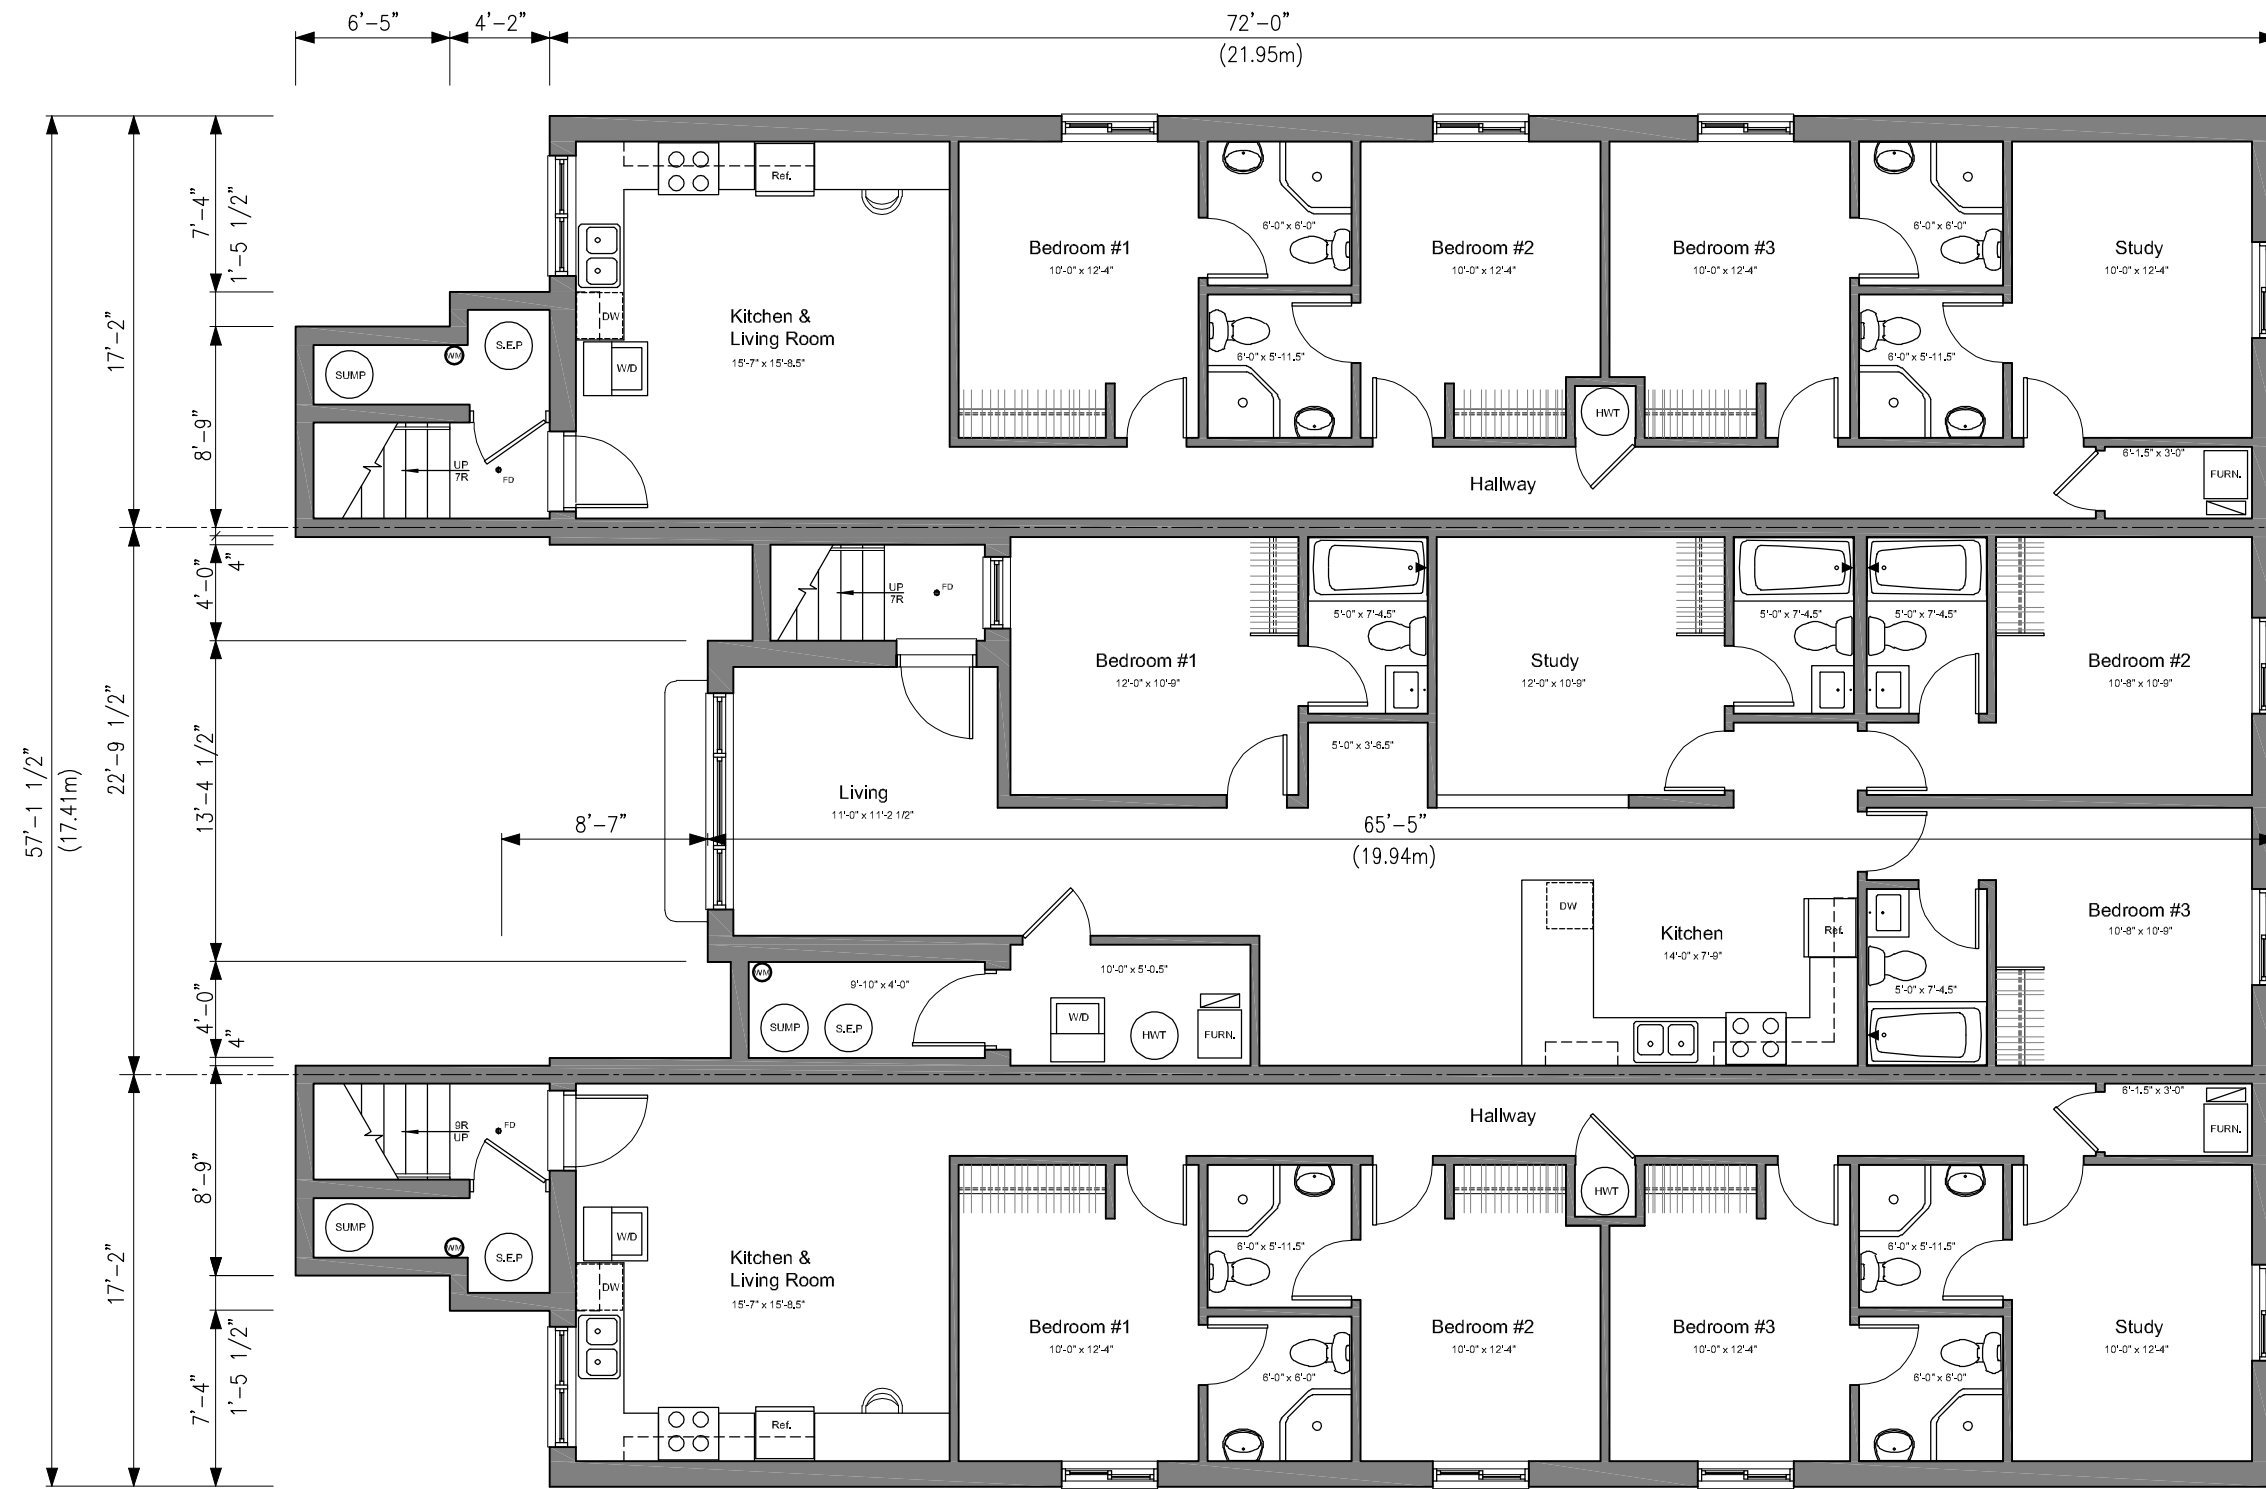 6'-5" 4'-2" 72'-0"
(21.95m)
7'-4"
1'-5 1/2"
17'-2"
8'-9"
Ref.
DW
W/D
Kitchen &
Living Room
15'-7" x 15'-8.5"
SUMP
WM
S.E.P
UP
7R
FD
Bedroom #1
10'-0" x 12'-4"
6'-0" x 6'-0"
6'-0" x 5'-11.5"
Bedroom #2
10'-0" x 12'-4"
HWT
Bedroom #3
10'-0" x 12'-4"
6'-0" x 6'-0"
6'-0" x 5'-11.5"
Study
10'-0" x 12'-4"
Hallway
6'-1.5" x 3'-0"
FURN.
57'-1 1/2"
(17.41m)
22'-9 1/2"
4"
4'-0"
13'-4 1/2"
4'-0"
4"
UP
7R
FD
Bedroom #1
12'-0" x 10'-9"
5'-0" x 7'-4.5"
5'-0" x 3'-6.5"
Study
12'-0" x 10'-9"
5'-0" x 7'-4.5"
5'-0" x 7'-4.5"
Bedroom #2
10'-8" x 10'-9"
Living
11'-0" x 11'-2 1/2"
8'-7" 65'-5"
(19.94m)
DW
Kitchen
14'-0" x 7'-9"
Ref.
Bedroom #3
10'-8" x 10'-9"
5'-0" x 7'-4.5"
WM
9'-10" x 4'-0"
SUMP
S.E.P
10'-0" x 5'-0.5"
W/D
HWT
FURN.
8'-9"
17'-2"
1'-5 1/2"
7'-4"
9R
UP
FD
SUMP
WM
S.E.P
W/D
DW
Kitchen &
Living Room
15'-7" x 15'-8.5"
Ref.
Hallway
6'-1.5" x 3'-0"
FURN.
Bedroom #1
10'-0" x 12'-4"
6'-0" x 5'-11.5"
6'-0" x 6'-0"
Bedroom #2
10'-0" x 12'-4"
HWT
Bedroom #3
10'-0" x 12'-4"
6'-0" x 5'-11.5"
6'-0" x 6'-0"
Study
10'-0" x 12'-4"